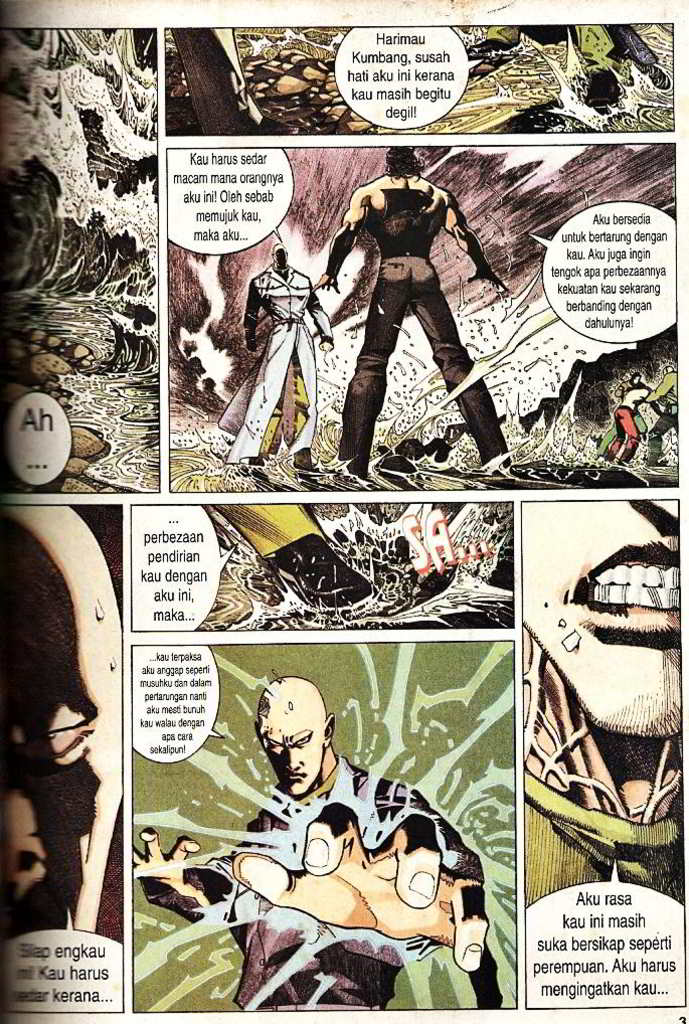 Harimau
Kumbang, susah
hati aku ini kerana
kau masih begitu
degil!
Kau harus sedar
macam mana orangnya
aku ini! Oleh sebab
memujuk kau,
maka aku...
Aku bersedia
untuk bertarung dengan
kau. Aku juga ingin
tengok apa perbezaannya
kekuatan kau sekarang
berbanding dengan
dahulunya!
Ah
...
...
perbezaan
pendirian
kau dengan
aku ini,
maka...
SA....
...kau terpaksa
aku anggap seperti
musuhku dan dalam
pertarungan nanti
aku mesti bunuh
kau walau dengan
apa cara
sekalipun!
Aku rasa
kau ini masih
suka bersikap seperti
perempuan. Aku harus
mengingatkan kau...
Silap engkau
ni! Kau harus
sedar kerana...
3